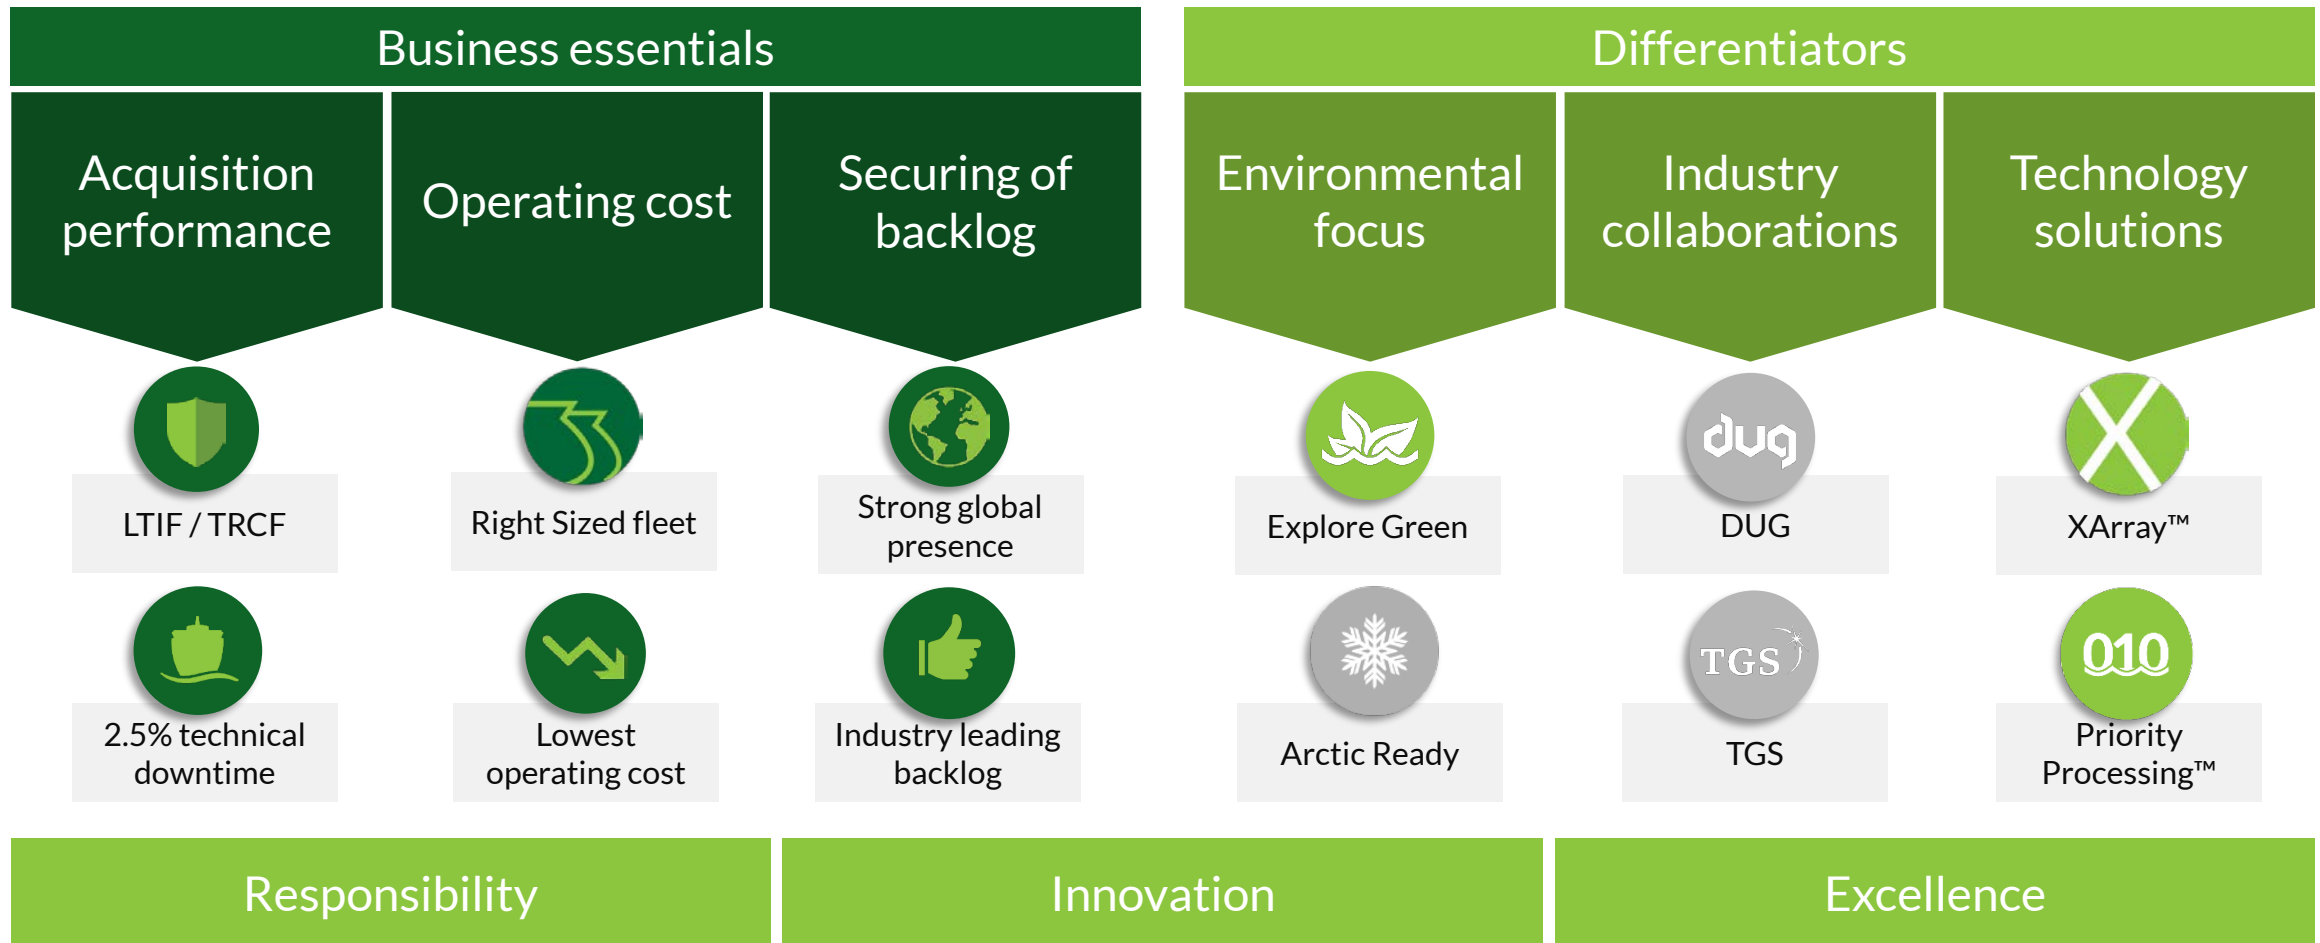 Business essentials
Differentiators
Acquisition
performance
Operating cost
Securing of
backlog
Environmental
focus
Industry
collaborations
Technology
solutions
dug
X
LTIF / TRCF
Right Sized fleet
Strong global
presence
Explore Green
DUG
XArray™
TGS
010
2.5% technical
downtime
Lowest
operating cost
Industry leading
backlog
Arctic Ready
TGS
Priority
Processing™
Responsibility
Innovation
Excellence